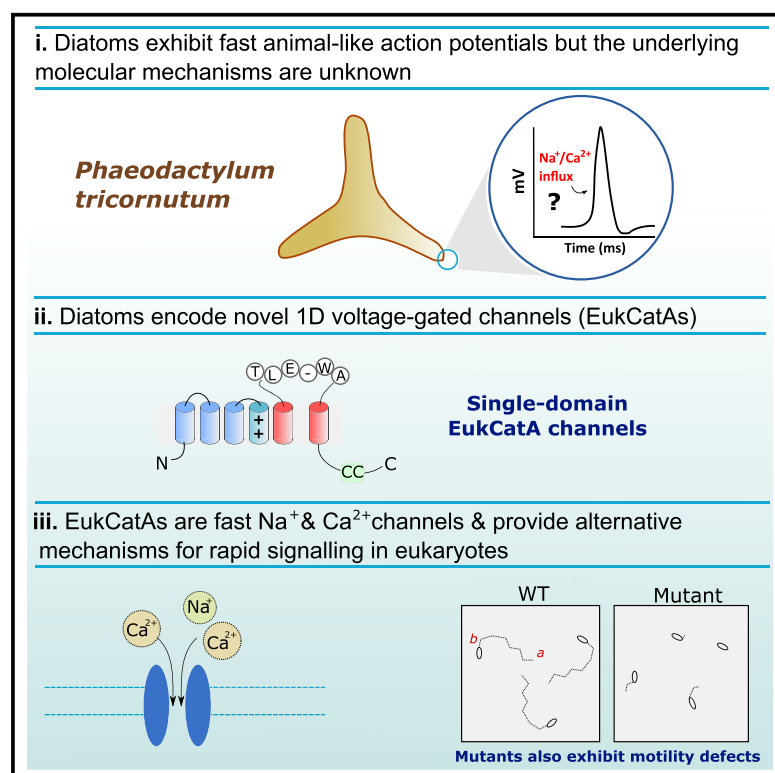 i. Diatoms exhibit fast animal-like action potentials but the underlying
molecular mechanisms are unknown
Phaeodactylum
tricornutum
mV
Na⁺/Ca²⁺
influx
?
Time (ms)
ii. Diatoms encode novel 1D voltage-gated channels (EukCatAs)
T L E - W A
+
+
N
CC
C
Single-domain
EukCatA channels
iii. EukCatAs are fast Na⁺& Ca²⁺channels & provide alternative
mechanisms for rapid signalling in eukaryotes
Ca²⁺
Na⁺
Ca²⁺
WT
b
a
Mutant
Mutants also exhibit motility defects